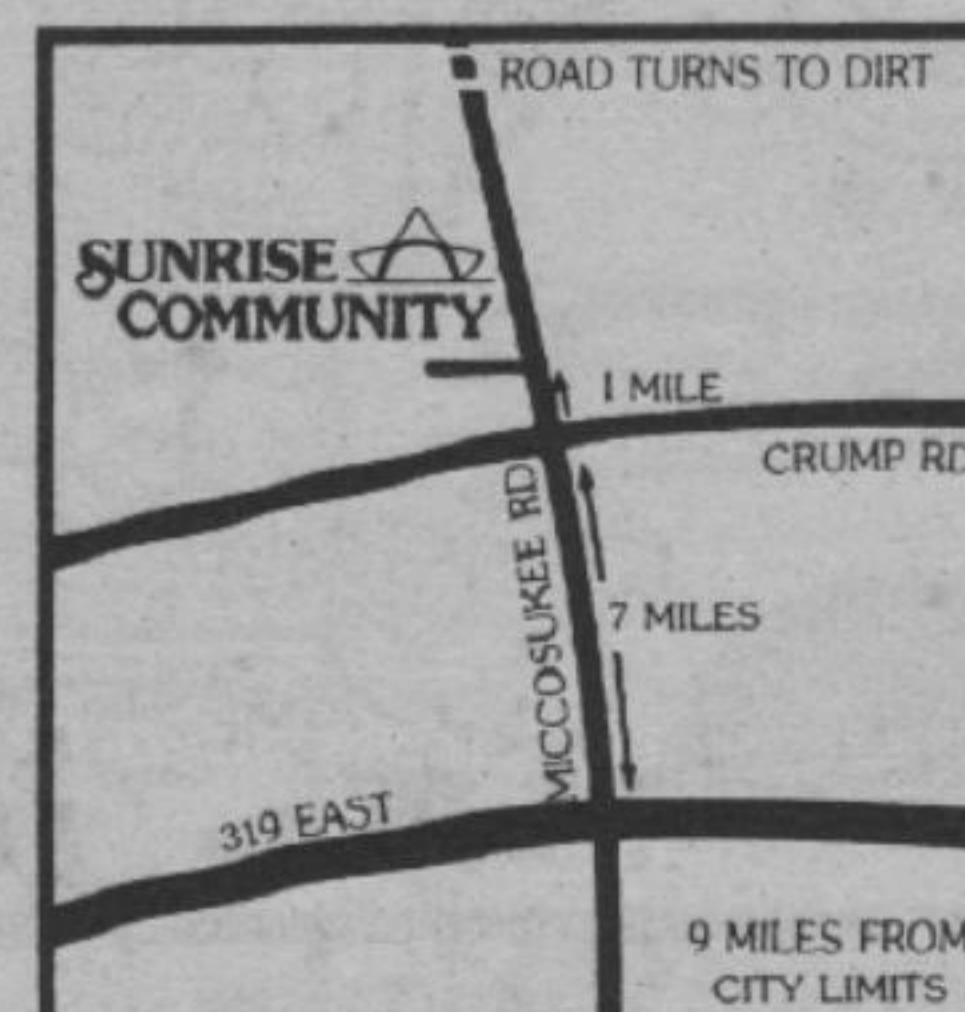 ROAD TURNS TO DIRT
SUNRISE
COMMUNITY
1 MILE
CRUMP RD
MICCOSUKEE RD
7 MILES
319 EAST
9 MILES FROM
CITY LIMITS